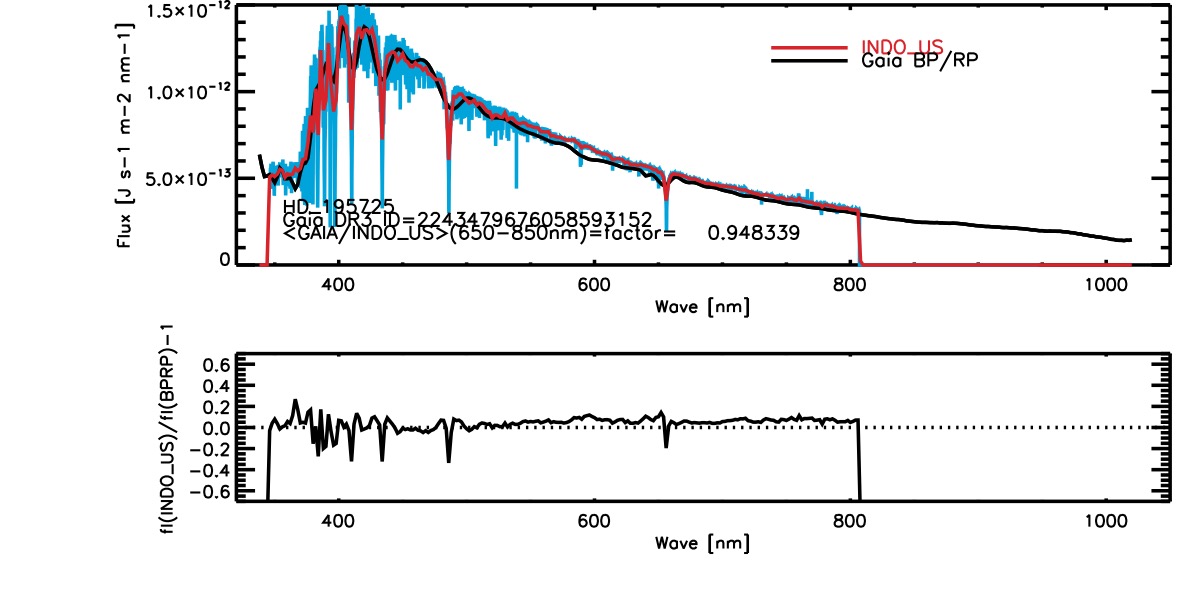 1.5×10−12
1.0×10−12
5.0×10−13
0
Flux [J s−1 m−2 nm−1]
INDO_US
Gaia BP/RP
HD_195725
Gaia DR3 ID=2243479676058593152
<GAIA/INDO_US>(650−850nm)=factor= 0.948339
400 600 800 1000
Wave [nm]
fl(INDO_US)/fl(BPRP)−1
0.6
0.4
0.2
0.0
−0.2
−0.4
−0.6
400 600 800 1000
Wave [nm]